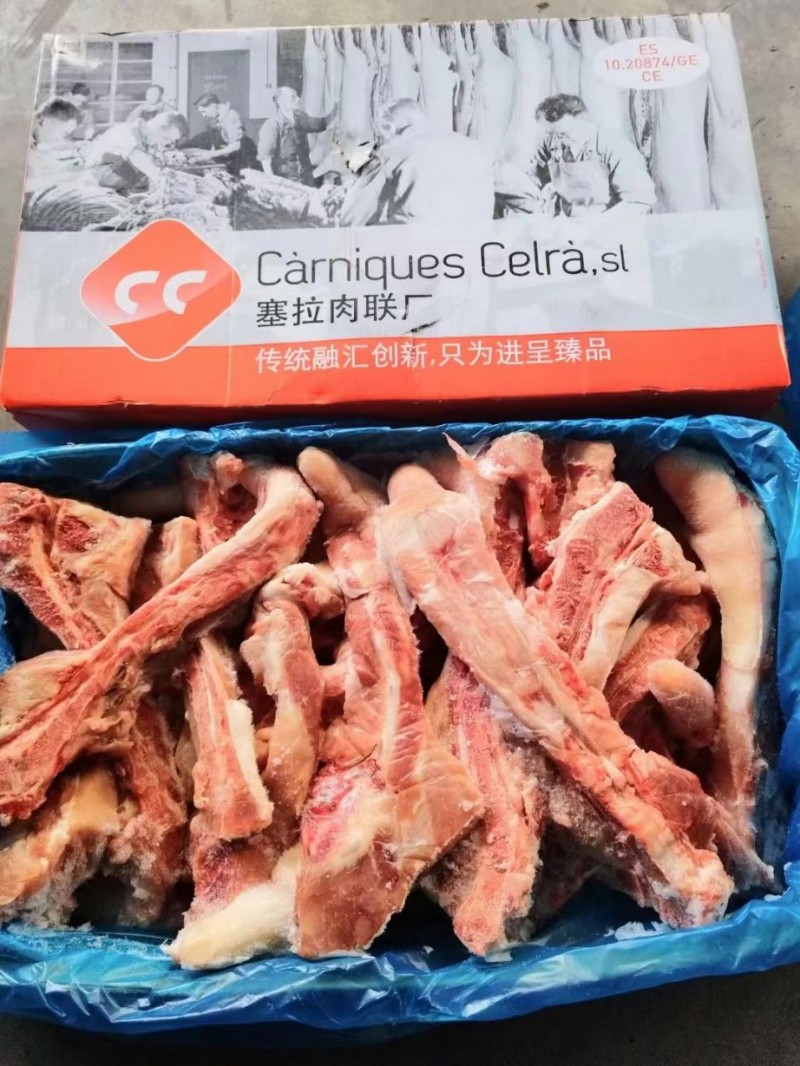 ES
10.20874/GE
CE
CC
Càrniques Celrà,sl
塞拉肉联厂
传统融汇创新,只为进呈臻品